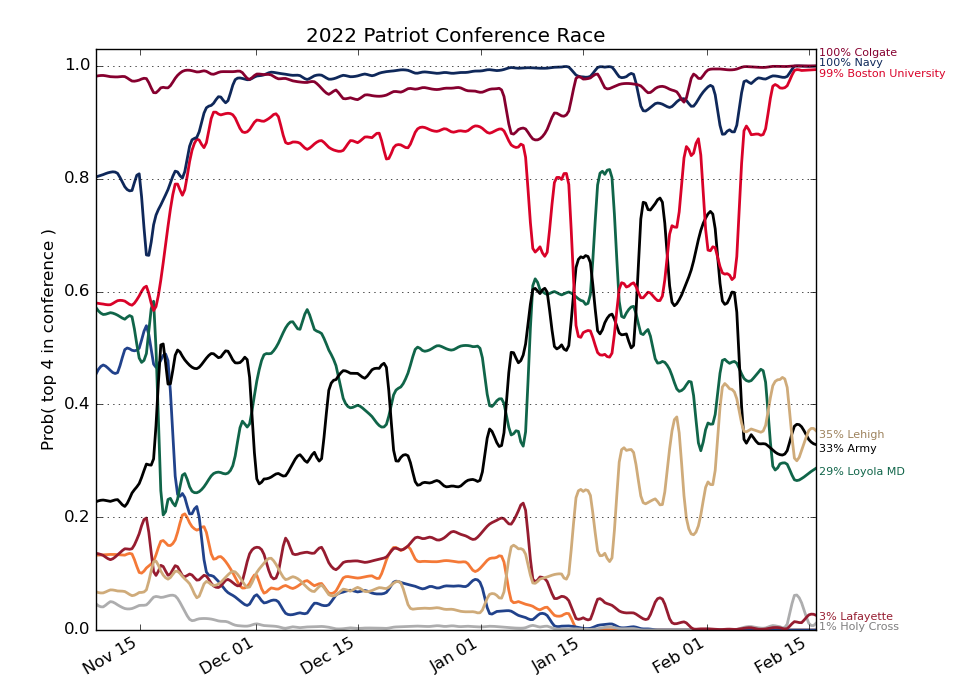 2022 Patriot Conference Race
Prob( top 4 in conference )
1.0
0.8
0.6
0.4
0.2
0.0
Nov 15
Dec 01
Dec 15
Jan 01
Jan 15
Feb 01
Feb 15
100% Colgate
100% Navy
99% Boston University
35% Lehigh
33% Army
29% Loyola MD
3% Lafayette
1% Holy Cross